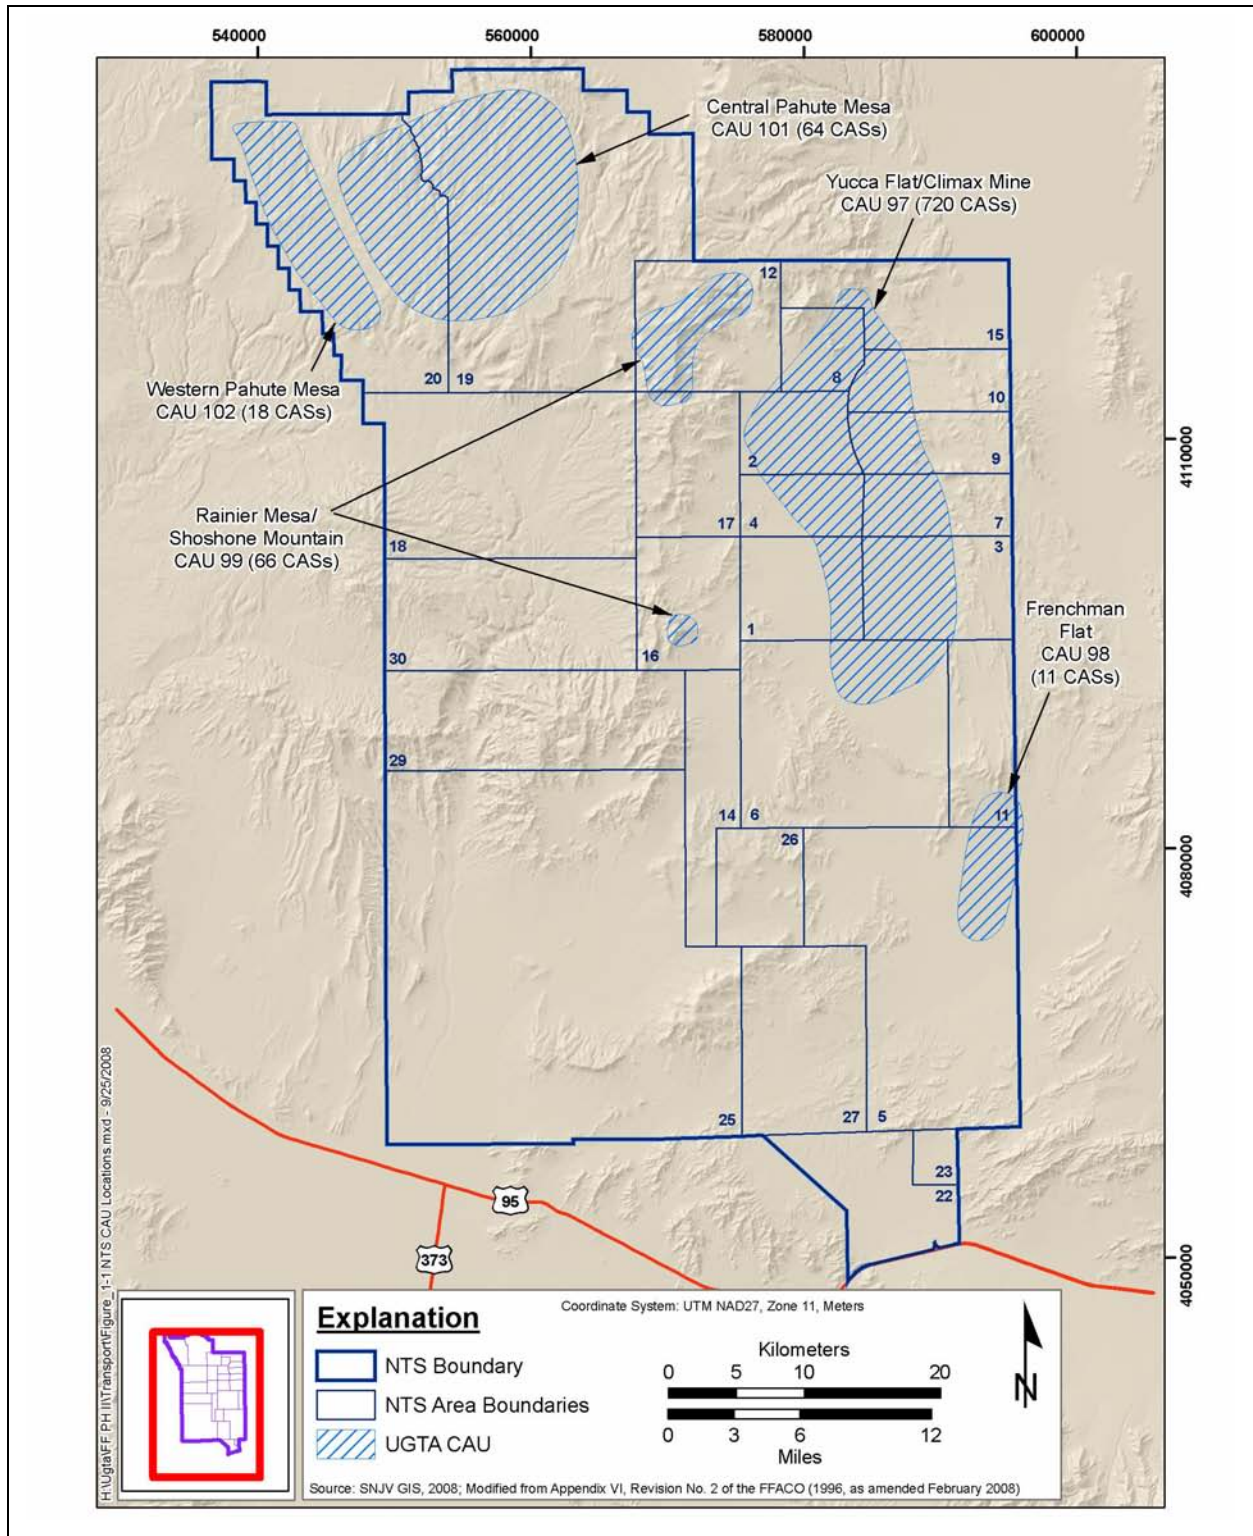 540000
560000
580000
600000
Central Pahute Mesa
CAU 101 (64 CASs)
Yucca Flat/Climax Mine
CAU 97 (720 CASs)
12
15
20
19
8
10
Western Pahute Mesa
CAU 102 (18 CASs)
4110000
2
9
Rainier Mesa/
Shoshone Mountain
CAU 99 (66 CASs)
17
4
7
18
3
Frenchman
Flat
CAU 98
(11 CASs)
1
16
30
29
14
6
11
26
4080000
25
27
5
23
22
95
373
4050000
H:\Ugta\FF PH II\Transport\Figure_1-1 NTS CAU Locations.mxd - 9/25/2008
Explanation
Coordinate System: UTM NAD27, Zone 11, Meters
NTS Boundary
NTS Area Boundaries
UGTA CAU
Kilometers
0 5 10 20
0 3 6 12
Miles
N
Source: SNJV GIS, 2008; Modified from Appendix VI, Revision No. 2 of the FFACO (1996, as amended February 2008)